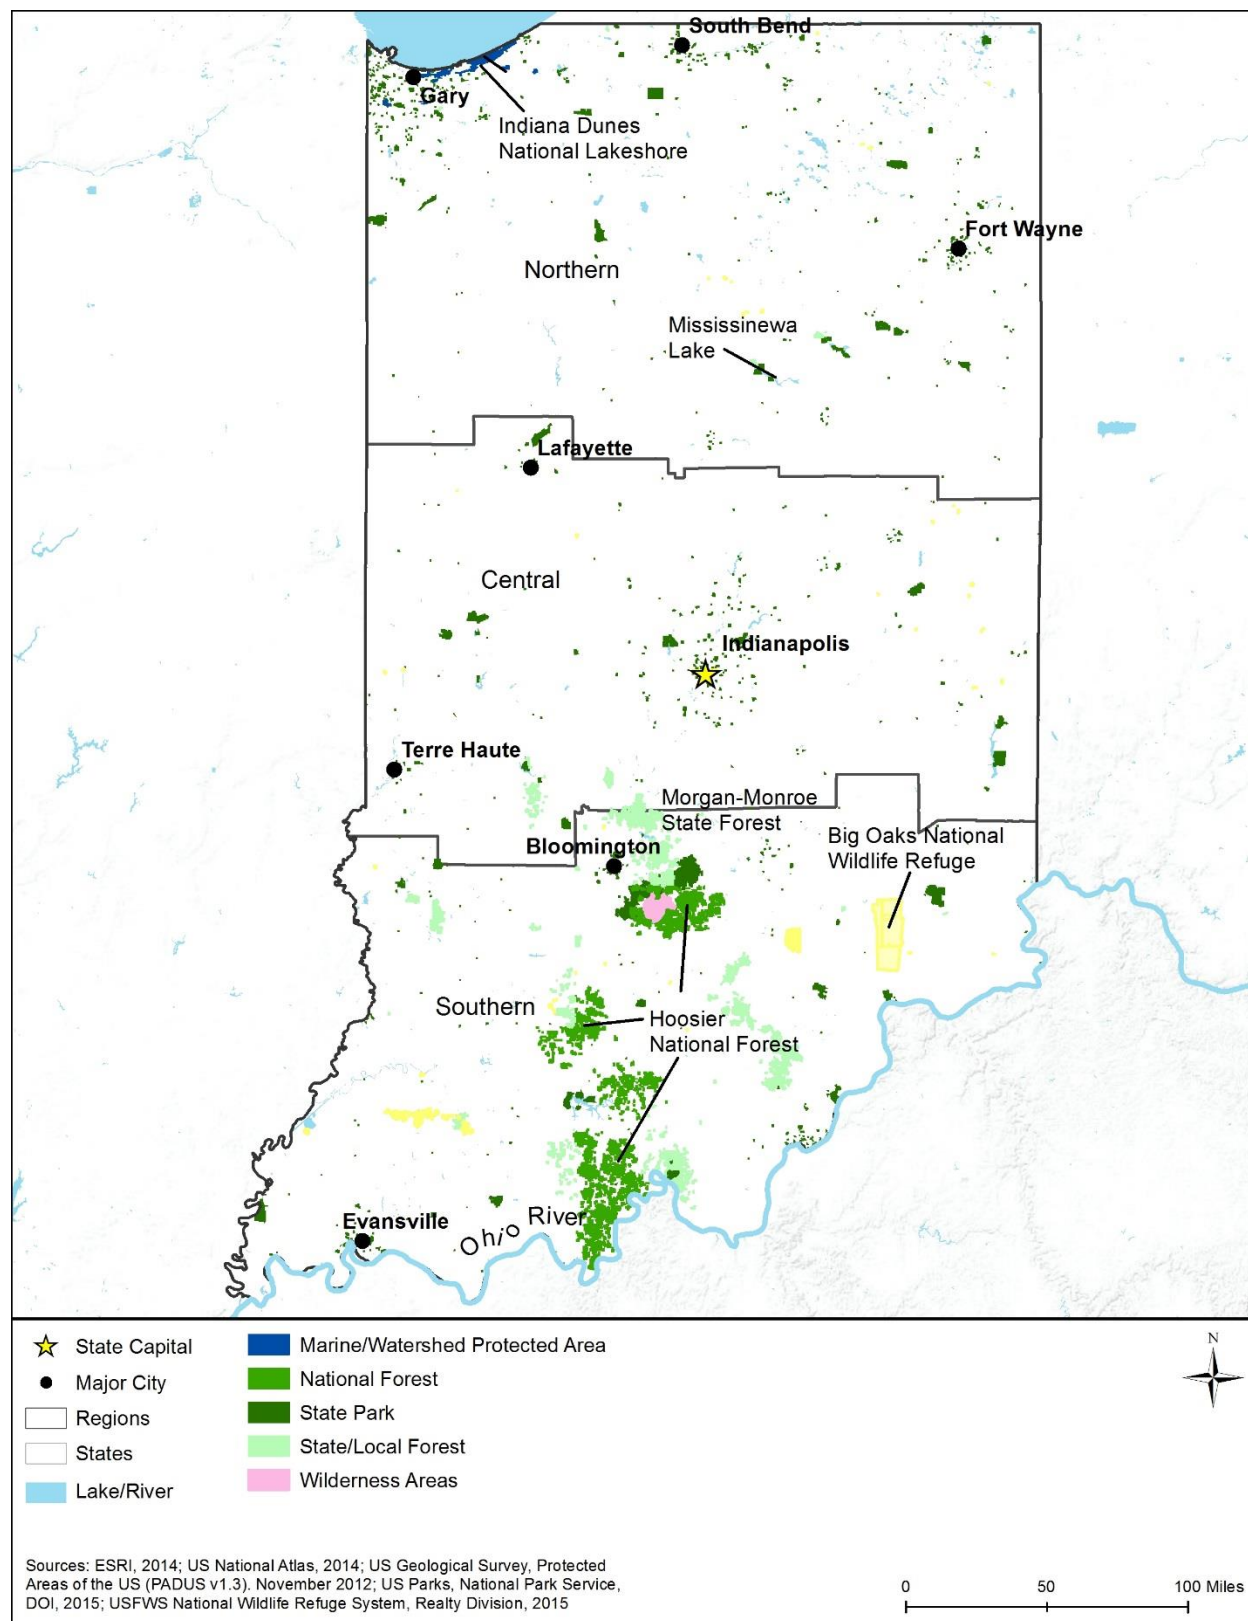 South Bend
Gary
Indiana Dunes
National Lakeshore
Fort Wayne
Northern
Mississinewa
Lake
Lafayette
Central
Indianapolis
Terre Haute
Morgan-Monroe
State Forest
Big Oaks National
Wildlife Refuge
Bloomington
Southern
Hoosier
National Forest
Evansville
Ohio River
State Capital
Major City
Regions
States
Lake/River
Marine/Watershed Protected Area
National Forest
State Park
State/Local Forest
Wilderness Areas
N
Sources: ESRI, 2014; US National Atlas, 2014; US Geological Survey, Protected
Areas of the US (PADUS v1.3). November 2012; US Parks, National Park Service,
DOI, 2015; USFWS National Wildlife Refuge System, Realty Division, 2015
0 50 100 Miles